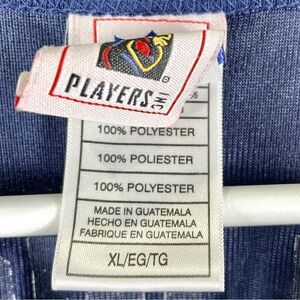 PLAYERS INC
%
100% POLYESTER
100% POLIESTER
100% POLYESTER
MADE IN GUATEMALA
HECHO EN GUATEMALA
FABRIQUE EN GUATEMALA
XL/EG/TG